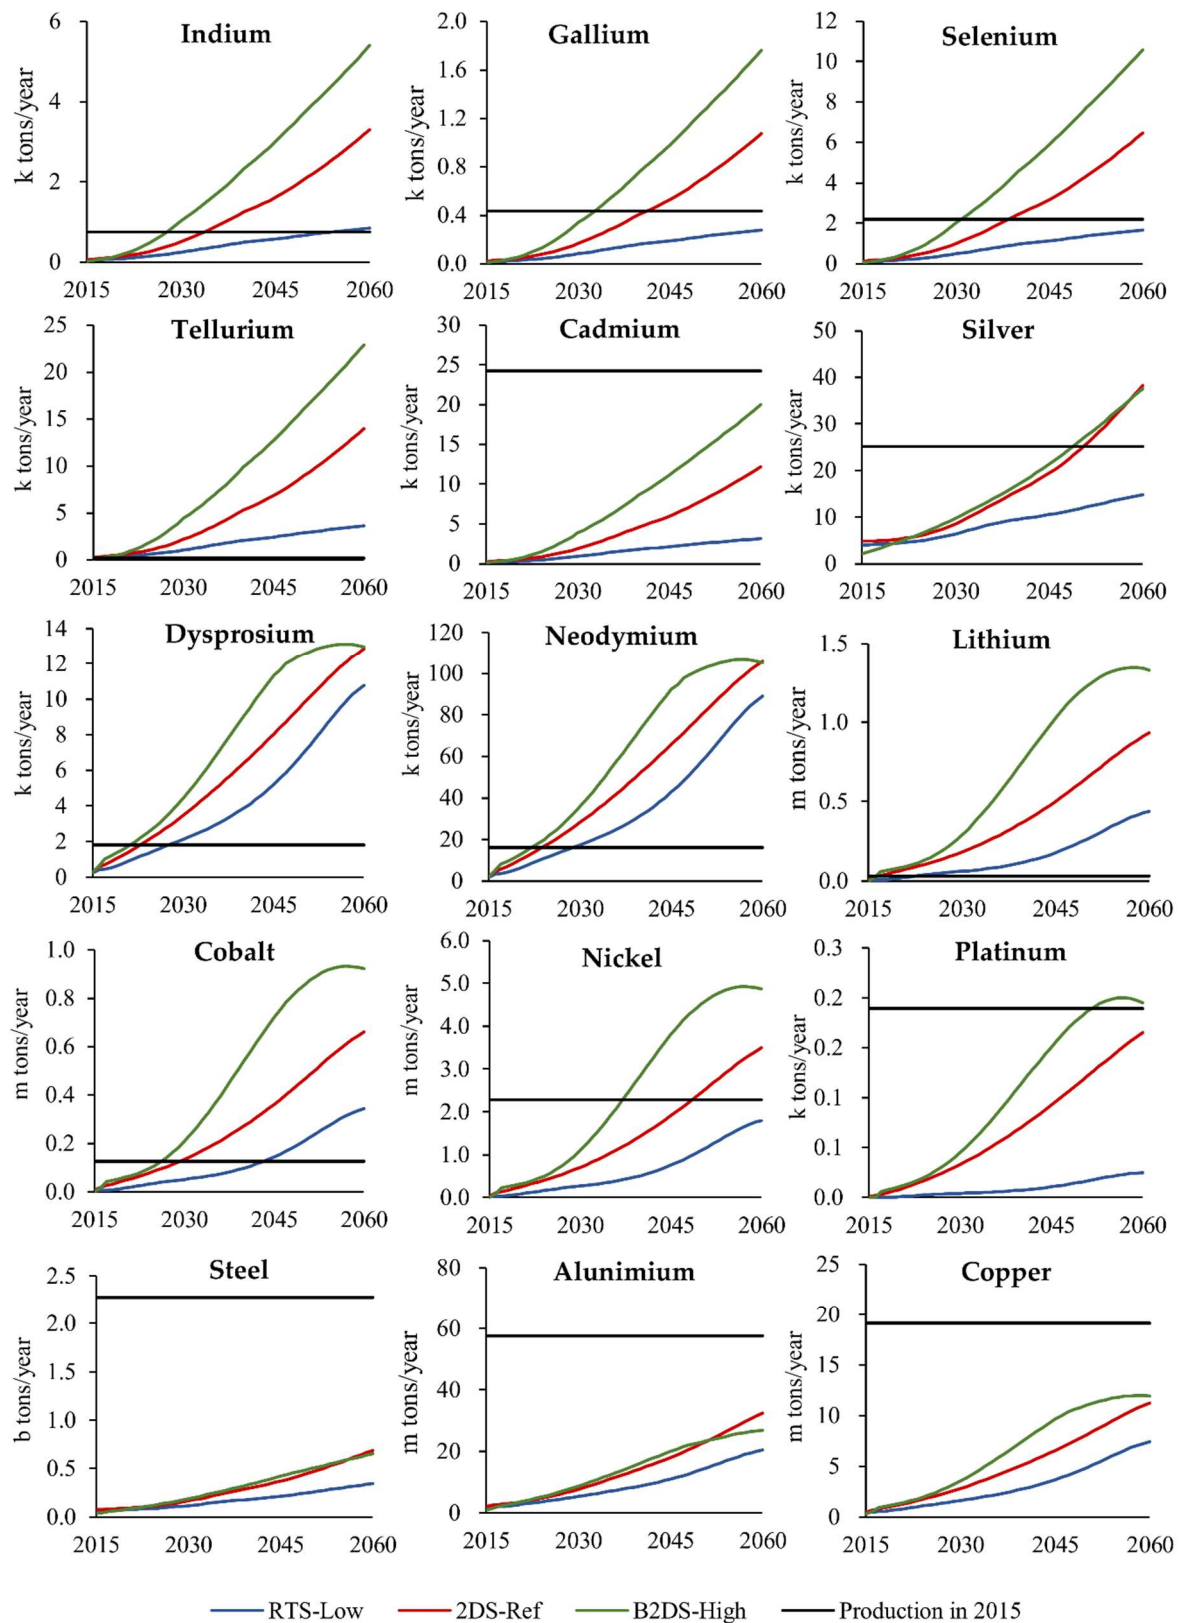 Indium
k tons/year
6
4
2
0
2015 2030 2045 2060
Gallium
k tons/year
2.0
1.6
1.2
0.8
0.4
0.0
2015 2030 2045 2060
Selenium
k tons/year
12
10
8
6
4
2
0
2015 2030 2045 2060
Tellurium
k tons/year
25
20
15
10
5
0
2015 2030 2045 2060
Cadmium
k tons/year
30
25
20
15
10
5
0
2015 2030 2045 2060
Silver
k tons/year
50
40
30
20
10
0
2015 2030 2045 2060
Dysprosium
k tons/year
14
12
10
8
6
4
2
0
2015 2030 2045 2060
Neodymium
k tons/year
120
100
80
60
40
20
0
2015 2030 2045 2060
Lithium
m tons/year
1.5
1.0
0.5
0.0
2015 2030 2045 2060
Cobalt
m tons/year
1.0
0.8
0.6
0.4
0.2
0.0
2015 2030 2045 2060
Nickel
m tons/year
6.0
5.0
4.0
3.0
2.0
1.0
0.0
2015 2030 2045 2060
Platinum
k tons/year
0.3
0.2
0.2
0.1
0.1
0.0
2015 2030 2045 2060
Steel
b tons/year
2.5
2.0
1.5
1.0
0.5
0.0
2015 2030 2045 2060
Alunimium
m tons/year
80
60
40
20
0
2015 2030 2045 2060
Copper
m tons/year
25
20
15
10
5
0
2015 2030 2045 2060
RTS-Low 2DS-Ref B2DS-High Production in 2015